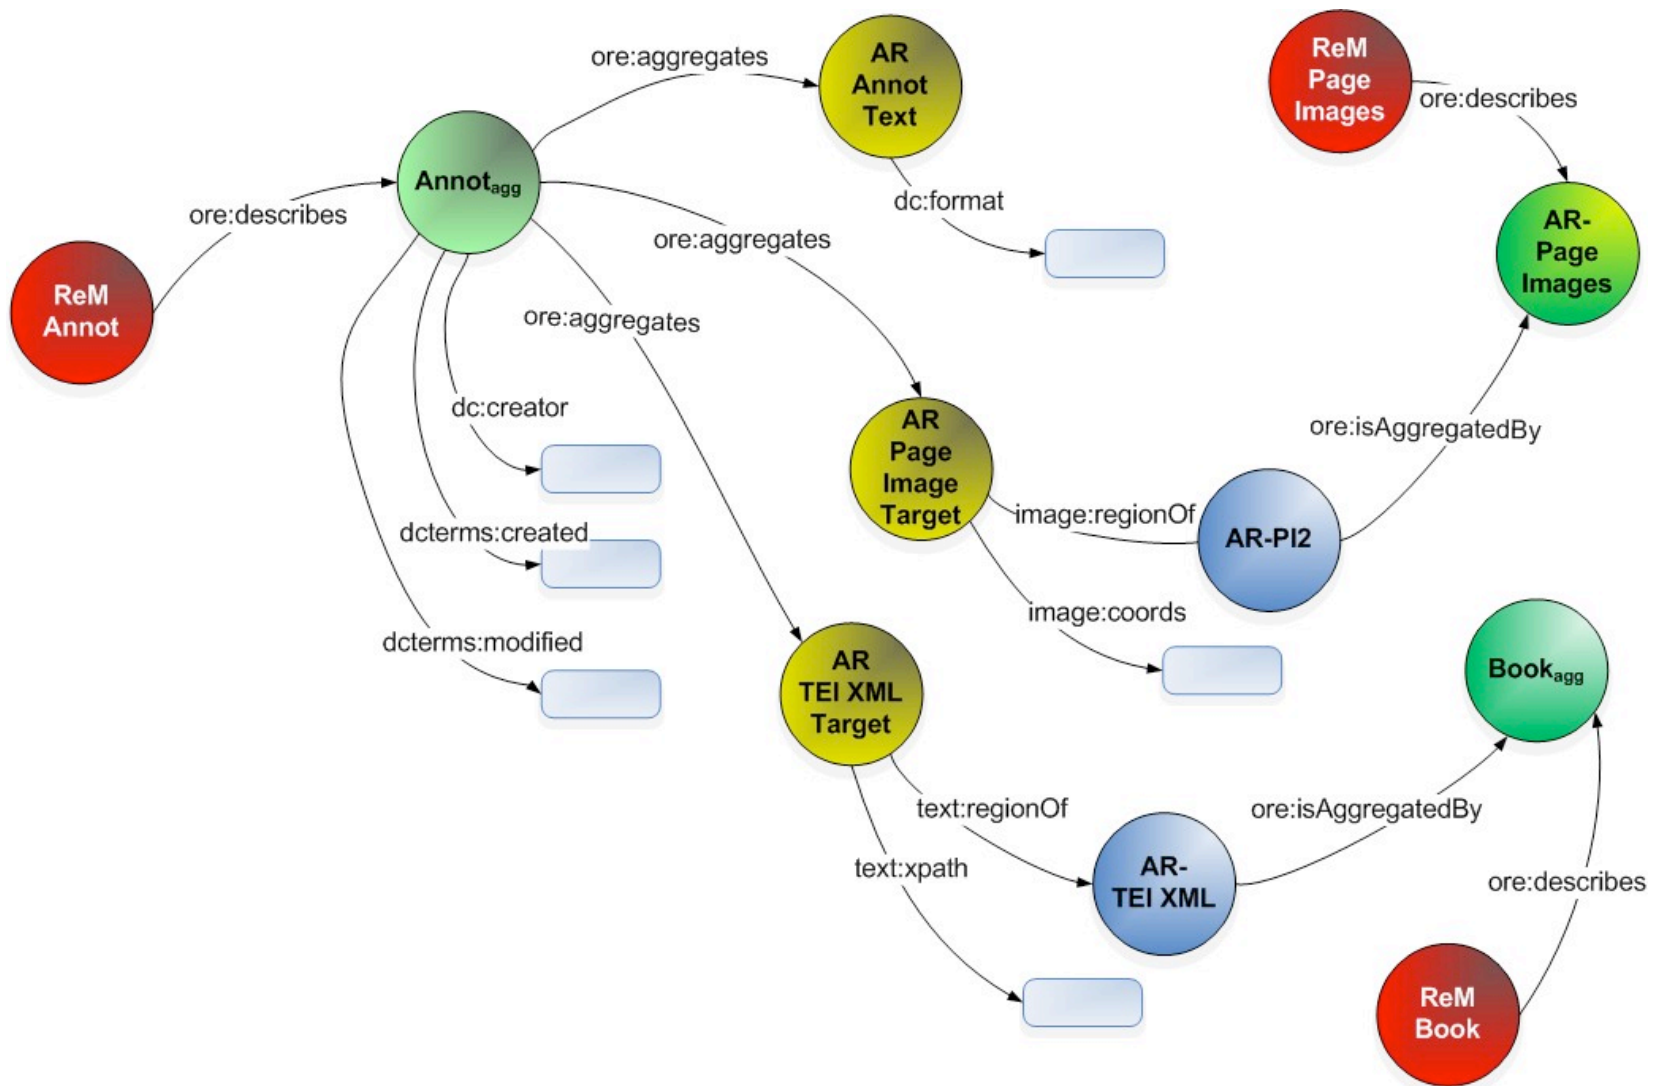 ore:aggregates
AR
Annot
Text
ReM
Page
Images
ore:describes
Annotagg
ore:describes
dc:format
AR-
Page
Images
ore:aggregates
ReM
Annot
ore:aggregates
dc:creator
AR
Page
Image
Target
ore:isAggregatedBy
image:regionOf
AR-PI2
dcterms:created
image:coords
dcterms:modified
AR
TEI XML
Target
Bookagg
text:regionOf
ore:isAggregatedBy
text:xpath
AR-
TEI XML
ore:describes
ReM
Book